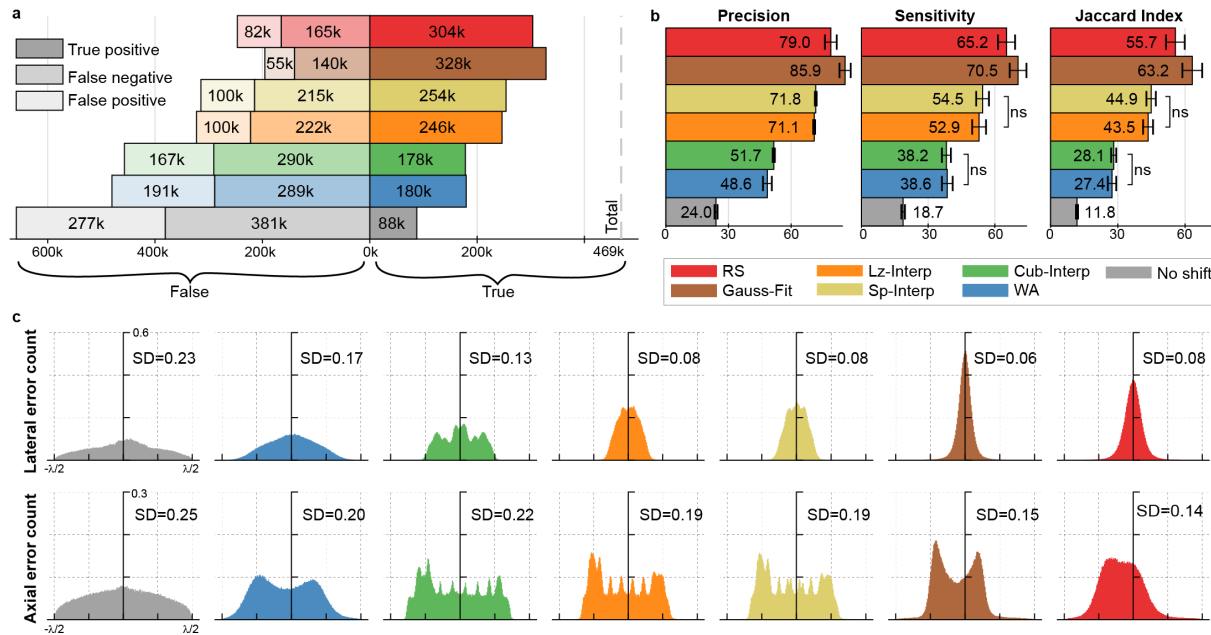 a
True positive
False negative
False positive
82k 165k 304k
55k 140k 328k
100k 215k 254k
100k 222k 246k
167k 290k 178k
191k 289k 180k
277k 381k 88k
Total
600k 400k 200k 0k 200k 469k
False True
b
Precision Sensitivity Jaccard Index
79.0 65.2 55.7
85.9 70.5 63.2
71.8 54.5 44.9
ns ns
71.1 52.9 43.5
51.7 38.2 28.1
ns ns
48.6 38.6 27.4
24.0 18.7 11.8
0 60 0 30 60 0 30 60
RS Lz-Interp Cub-Interp No shift
Gauss-Fit Sp-Interp WA
c
Lateral error count
0.6
SD=0.23 SD=0.17 SD=0.13 SD=0.08 SD=0.08 SD=0.06 SD=0.08
-λ/2 λ/2
Axial error count
0.3
SD=0.25 SD=0.20 SD=0.22 SD=0.19 SD=0.19 SD=0.15 SD=0.14
-λ/2 λ/2